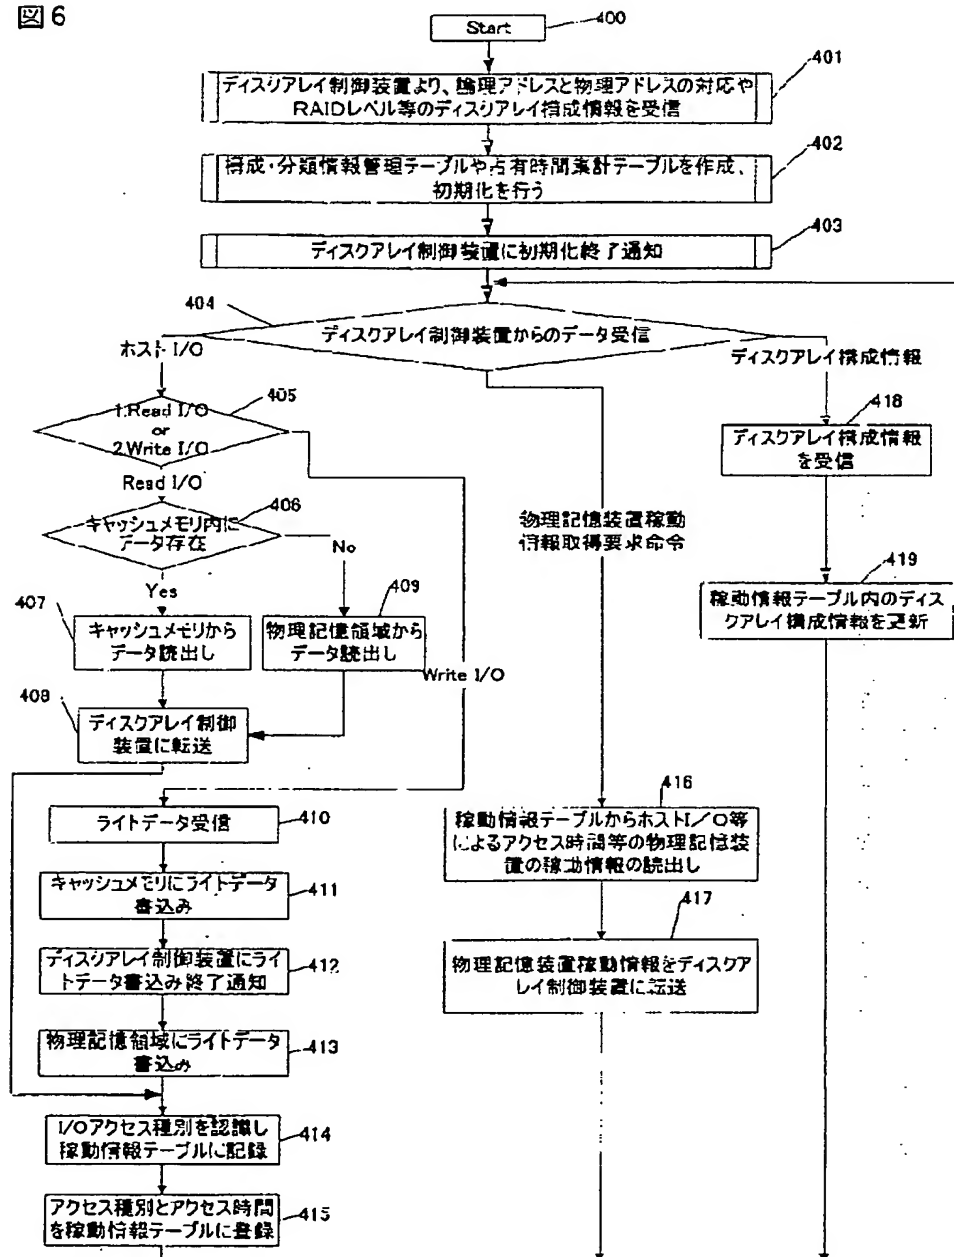 図6
Start
400
401
ディスクアレイ制御装置より、論理アドレスと物理アドレスの対応や
RAIDレベル等のディスクアレイ構成情報を受信
402
構成・分類情報管理テーブルや占有時間集計テーブルを作成、
初期化を行う
403
ディスクアレイ制御装置に初期化終了通知
404
ディスクアレイ制御装置からのデータ受信
ホスト I/O
ディスクアレイ構成情報
405
1.Read I/O
or
2.Write I/O
418
ディスクアレイ構成情報
を受信
Read I/O
406
キャッシュメモリ内に
データ存在
物理記憶装置稼動
情報取得要求命令
No
Yes
419
稼動情報テーブル内のディス
クアレイ構成情報を更新
407
キャッシュメモリから
データ読出し
409
物理記憶領域から
データ読出し
Write I/O
408
ディスクアレイ制御
装置に転送
416
稼動情報テーブルからホストI/O等
によるアクセス時間等の物理記憶装
置の稼動情報の読出し
ライトデータ受信
410
キャッシュメモリにライトデータ
書込み
411
417
物理記憶装置稼動情報をディスクア
レイ制御装置に転送
ディスクアレイ制御装置にライ
トデータ書込み終了通知
412
物理記憶領域にライトデータ
書込み
413
I/Oアクセス種別を認識し
稼動情報テーブルに記録
414
アクセス種別とアクセス時間
を稼動情報テーブルに登録
415